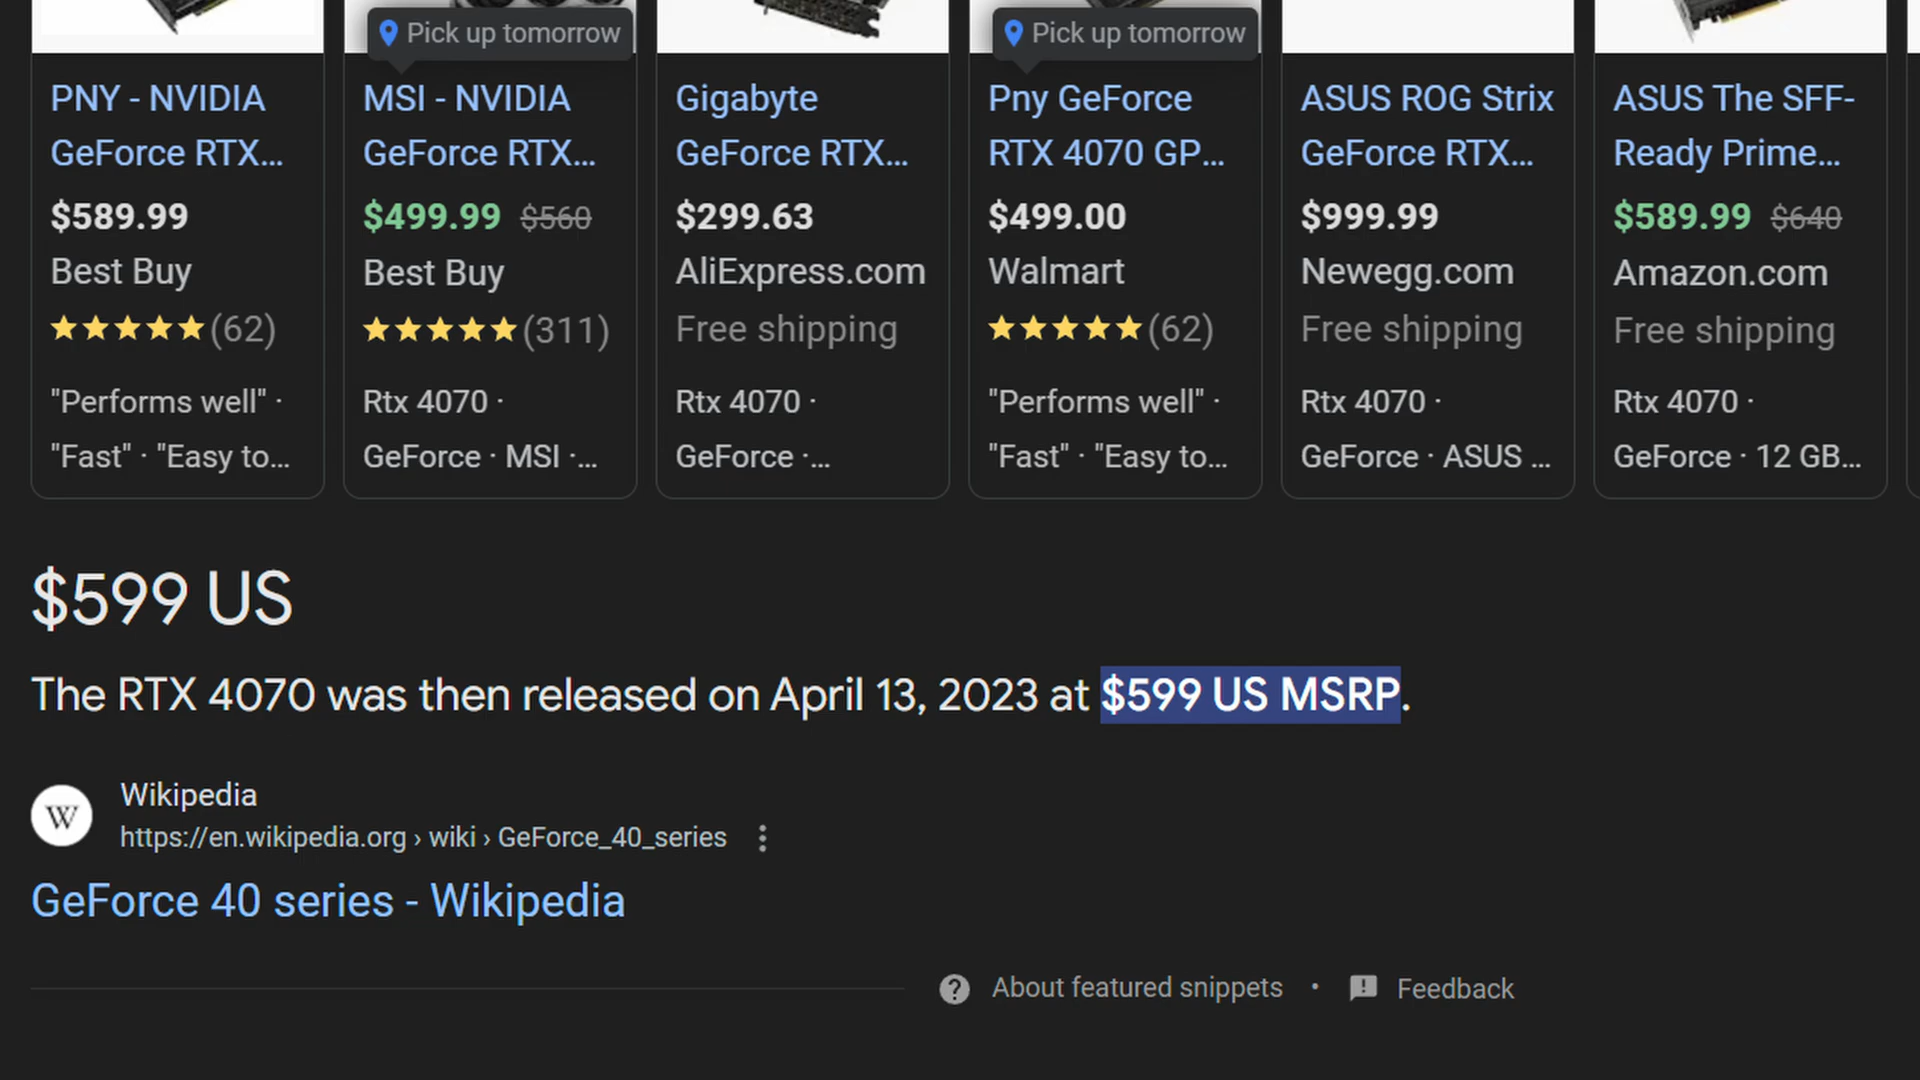 Pick up tomorrow
Pick up tomorrow
PNY - NVIDIA
GeForce RTX...
$589.99
Best Buy
(62)
"Performs well" ·
"Fast" · "Easy to...
MSI - NVIDIA
GeForce RTX...
$499.99 $560
Best Buy
(311)
Rtx 4070 ·
GeForce · MSI ·...
Gigabyte
GeForce RTX...
$299.63
AliExpress.com
Free shipping
Rtx 4070 ·
GeForce ·...
Pny GeForce
RTX 4070 GP...
$499.00
Walmart
(62)
"Performs well" ·
"Fast" · "Easy to...
ASUS ROG Strix
GeForce RTX...
$999.99
Newegg.com
Free shipping
Rtx 4070 ·
GeForce · ASUS ...
ASUS The SFF-
Ready Prime...
$589.99 $640
Amazon.com
Free shipping
Rtx 4070 ·
GeForce · 12 GB...
$599 US
The RTX 4070 was then released on April 13, 2023 at $599 US MSRP.
W
Wikipedia
https://en.wikipedia.org › wiki › GeForce_40_series
GeForce 40 series - Wikipedia
About featured snippets · Feedback